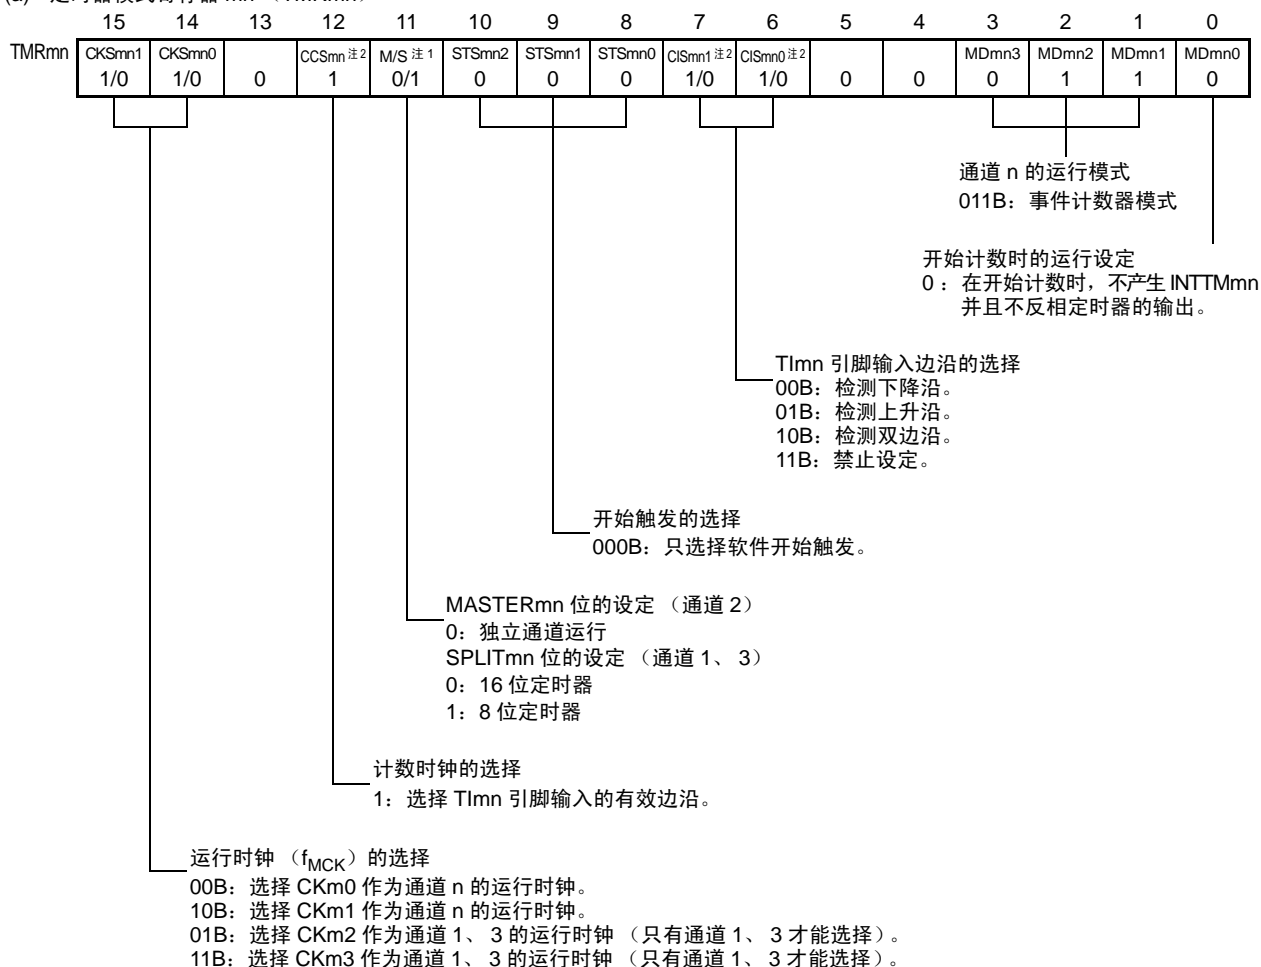 15 14 13 12 11 10 9 8 7 6 5 4 3 2 1 0
TMRmn CKSmn1 CKSmn0 CCSmn 注2 M/S 注1 STSmn2 STSmn1 STSmn0 CISmn1 注2 CISmn0 注2 MDmn3 MDmn2 MDmn1 MDmn0
1/0 1/0 0 1 0/1 0 0 0 1/0 1/0 0 0 0 1 1 0
通道 n 的运行模式
011B：事件计数器模式
开始计数时的运行设定
0 ：在开始计数时，不产生 INTTMmn
并且不反相定时器的输出。
TImn 引脚输入边沿的选择
00B：检测下降沿。
01B：检测上升沿。
10B：检测双边沿。
11B：禁止设定。
开始触发的选择
000B：只选择软件开始触发。
MASTERmn 位的设定 （通道 2）
0：独立通道运行
SPLITmn 位的设定 （通道 1、 3）
0：16 位定时器
1：8 位定时器
计数时钟的选择
1：选择 TImn 引脚输入的有效边沿。
运行时钟 （fMCK）的选择
00B：选择 CKm0 作为通道 n 的运行时钟。
10B：选择 CKm1 作为通道 n 的运行时钟。
01B：选择 CKm2 作为通道 1、 3 的运行时钟 （只有通道 1、 3 才能选择）。
11B：选择 CKm3 作为通道 1、 3 的运行时钟 （只有通道 1、 3 才能选择）。